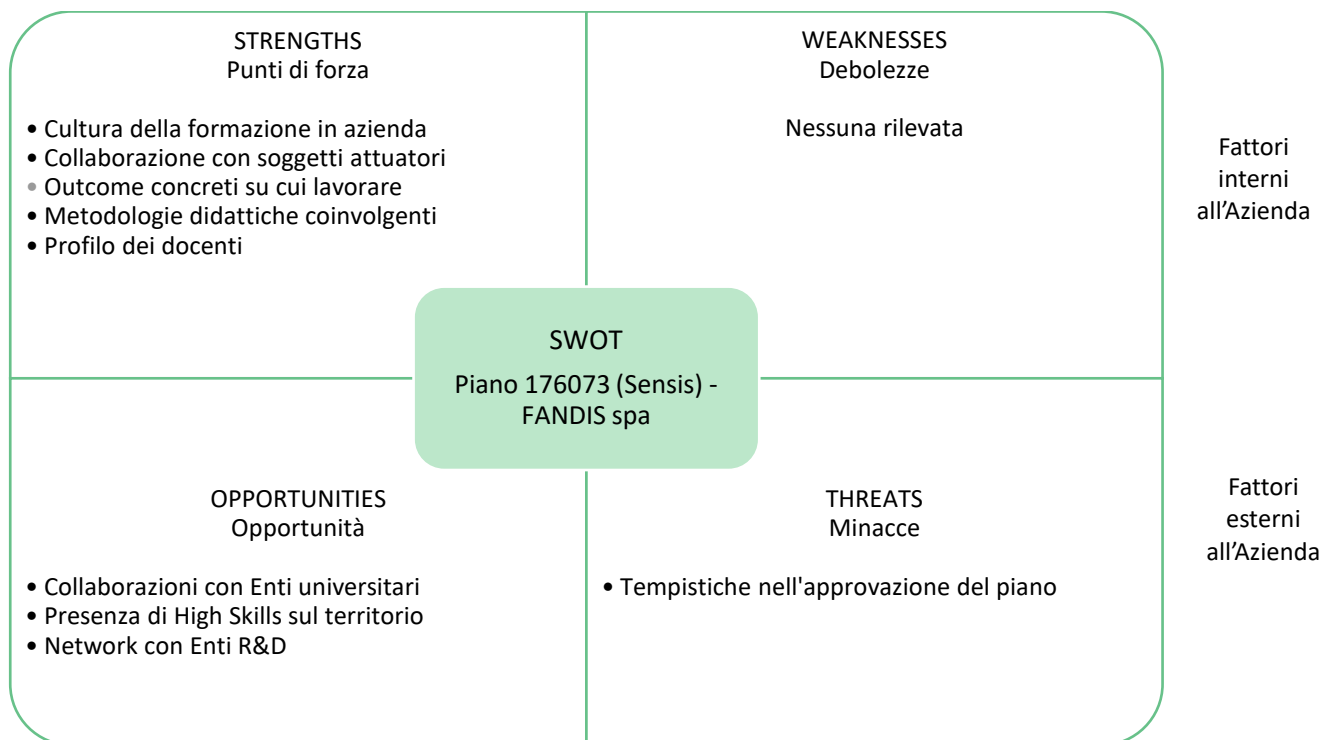 STRENGTHS
Punti di forza
• Cultura della formazione in azienda
• Collaborazione con soggetti attuatori
• Outcome concreti su cui lavorare
• Metodologie didattiche coinvolgenti
• Profilo dei docenti
WEAKNESSES
Debolezze
Nessuna rilevata
Fattori
interni
all’Azienda
SWOT
Piano 176073 (Sensis) -
FANDIS spa
OPPORTUNITIES
Opportunità
• Collaborazioni con Enti universitari
• Presenza di High Skills sul territorio
• Network con Enti R&D
THREATS
Minacce
• Tempistiche nell'approvazione del piano
Fattori
esterni
all’Azienda